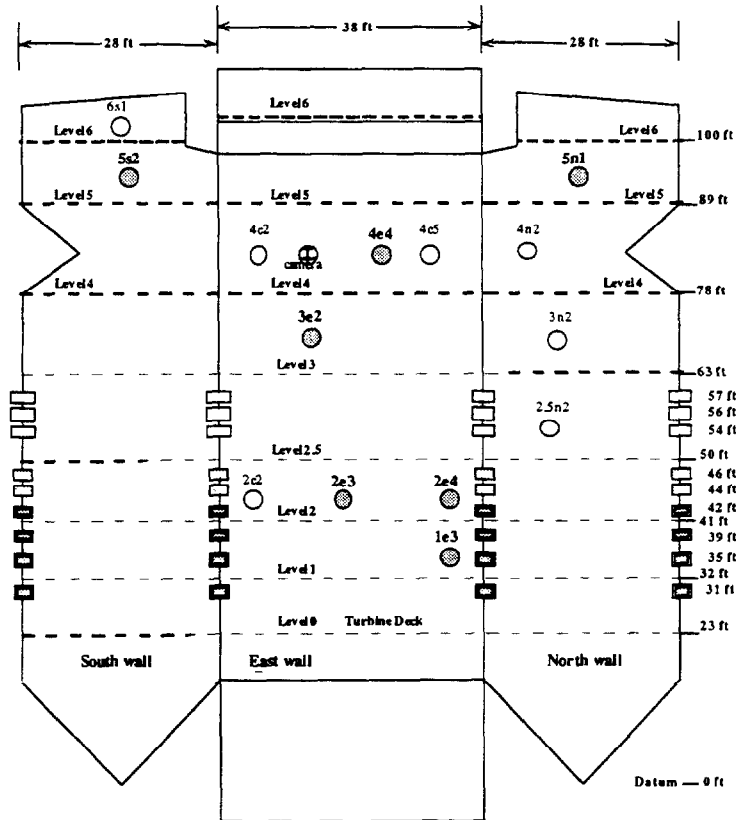 38 ft
28 ft
28 ft
6s1
Level6
Level6
Level6
100 ft
5s2
5n1
Level5
Level5
Level5
89 ft
4c2
4e4
4c5
4n2
camera
Level4
Level4
Level4
78 ft
3e2
3n2
Level3
63 ft
57 ft
56 ft
2.5n2
54 ft
Level2.5
50 ft
46 ft
2c2
2e3
2e4
44 ft
Level2
42 ft
41 ft
39 ft
1e3
35 ft
Level1
32 ft
31 ft
Level0
Turbine Deck
23 ft
South wall
East wall
North wall
Datum — 0 ft